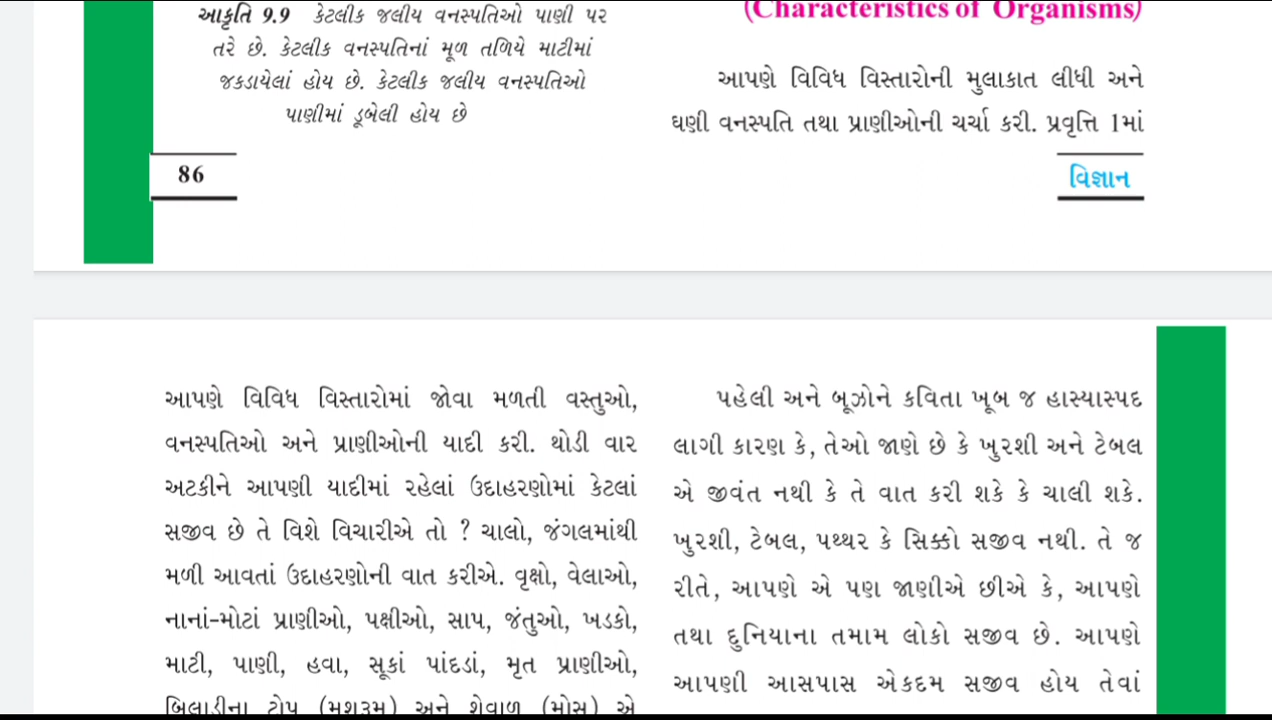 આકૃતિ 9.9 કેટલીક જલીય વનસ્પતિઓ પાણી પર
તરે છે. કેટલીક વનસ્પતિનાં મૂળ તળિયે માટીમાં
જકડાયેલાં હોય છે. કેટલીક જલીય વનસ્પતિઓ
પાણીમાં ડૂબેલી હોય છે
86
(Characteristics of Organisms)
આપણે વિવિધ વિસ્તારોની મુલાકાત લીધી અને
ઘણી વનસ્પતિ તથા પ્રાણીઓની ચર્ચા કરી. પ્રવૃત્તિ 1માં
વિજ્ઞાન
આપણે વિવિધ વિસ્તારોમાં જોવા મળતી વસ્તુઓ,
વનસ્પતિઓ અને પ્રાણીઓની યાદી કરી. થોડી વાર
અટકીને આપણી યાદીમાં રહેલાં ઉદાહરણોમાં કેટલાં
સજીવ છે તે વિશે વિચારીએ તો ? ચાલો, જંગલમાંથી
મળી આવતાં ઉદાહરણોની વાત કરીએ. વૃક્ષો, વેલાઓ,
નાનાં-મોટાં પ્રાણીઓ, પક્ષીઓ, સાપ, જંતુઓ, ખડકો,
માટી, પાણી, હવા, સૂકાં પાંદડાં, મૃત પ્રાણીઓ,
બિલાડીના ટોપ (મશરૂમ) અને શેવાળ (મોસ) એ
પહેલી અને બૂઝોને કવિતા ખૂબ જ હાસ્યાસ્પદ
લાગી કારણ કે, તેઓ જાણે છે કે ખુરશી અને ટેબલ
એ જીવંત નથી કે તે વાત કરી શકે કે ચાલી શકે.
ખુરશી, ટેબલ, પથ્થર કે સિક્કો સજીવ નથી. તે જ
રીતે, આપણે એ પણ જાણીએ છીએ કે, આપણે
તથા દુનિયાના તમામ લોકો સજીવ છે. આપણે
આપણી આસપાસ એકદમ સજીવ હોય તેવાં